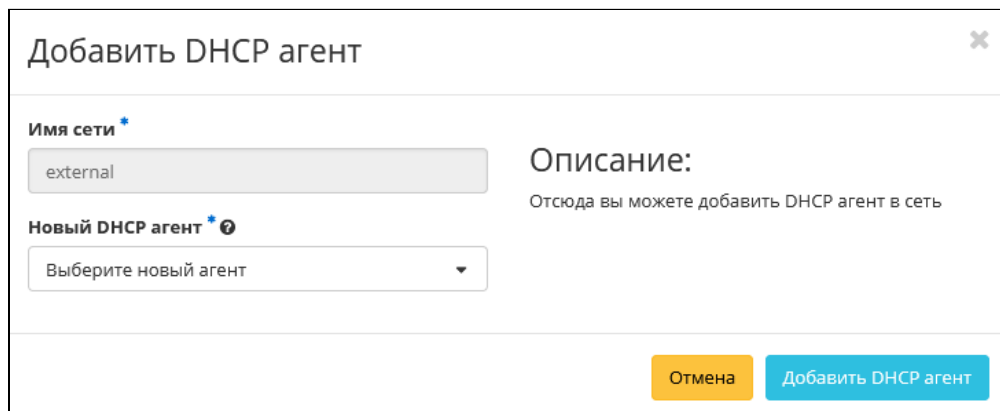 Добавить DHCP агент
Имя сети *
external
Новый DHCP агент *
Выберите новый агент
Описание:
Отсюда вы можете добавить DHCP агент в сеть
Отмена
Добавить DHCP агент